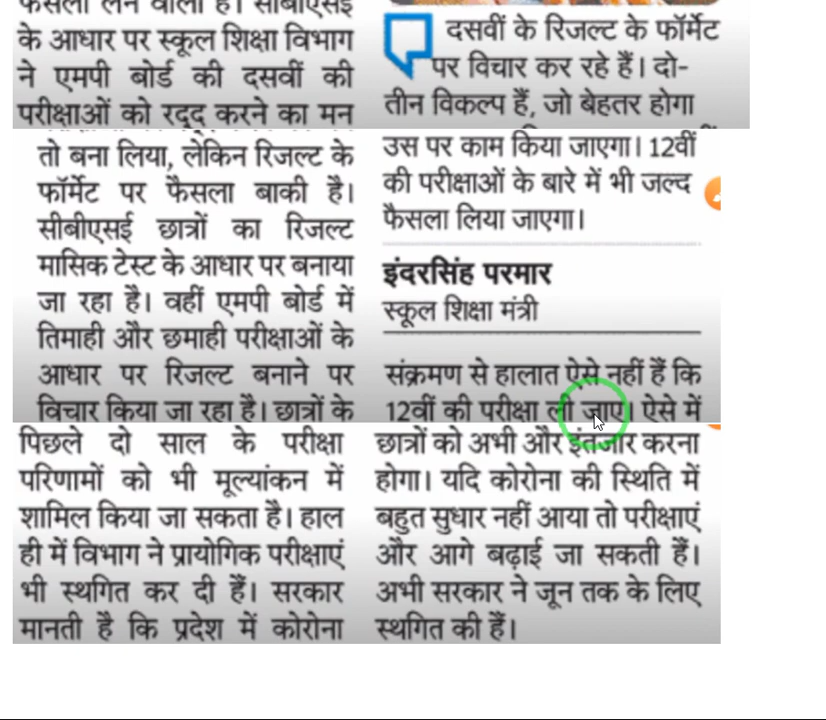 फैसला लेने वाला है। सीबीएसई
के आधार पर स्कूल शिक्षा विभाग
ने एमपी बोर्ड की दसवीं की
परीक्षाओं को रद्द करने का मन
तो बना लिया, लेकिन रिजल्ट के
फॉर्मेट पर फैसला बाकी है।
सीबीएसई छात्रों का रिजल्ट
मासिक टेस्ट के आधार पर बनाया
जा रहा है। वहीं एमपी बोर्ड में
तिमाही और छमाही परीक्षाओं के
आधार पर रिजल्ट बनाने पर
विचार किया जा रहा है। छात्रों के
पिछले दो साल के परीक्षा
परिणामों को भी मूल्यांकन में
शामिल किया जा सकता है। हाल
ही में विभाग ने प्रायोगिक परीक्षाएं
भी स्थगित कर दी हैं। सरकार
मानती है कि प्रदेश में कोरोना
दसवीं के रिजल्ट के फॉर्मेट
पर विचार कर रहे हैं। दो-
तीन विकल्प हैं, जो बेहतर होगा
उस पर काम किया जाएगा। 12वीं
की परीक्षाओं के बारे में भी जल्द
फैसला लिया जाएगा।
इंदरसिंह परमार
स्कूल शिक्षा मंत्री
संक्रमण से हालात ऐसे नहीं हैं कि
12वीं की परीक्षा ली जाए। ऐसे में
छात्रों को अभी और इंतजार करना
होगा। यदि कोरोना की स्थिति में
बहुत सुधार नहीं आया तो परीक्षाएं
और आगे बढ़ाई जा सकती हैं।
अभी सरकार ने जून तक के लिए
स्थगित की हैं।